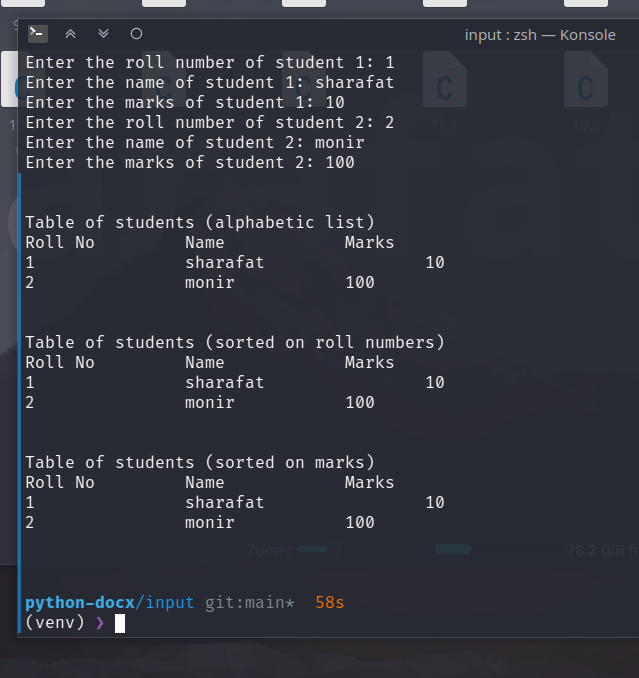 input : zsh — Konsole
Enter the roll number of student 1: 1
Enter the name of student 1: sharafat
Enter the marks of student 1: 10
Enter the roll number of student 2: 2
Enter the name of student 2: monir
Enter the marks of student 2: 100
Table of students (alphabetic list)
Roll No Name Marks
1 sharafat 10
2 monir 100
Table of students (sorted on roll numbers)
Roll No Name Marks
1 sharafat 10
2 monir 100
Table of students (sorted on marks)
Roll No Name Marks
1 sharafat 10
2 monir 100
Zoom: 78.2 GiB
python-docx/input git:main* 58s
(venv) ❯